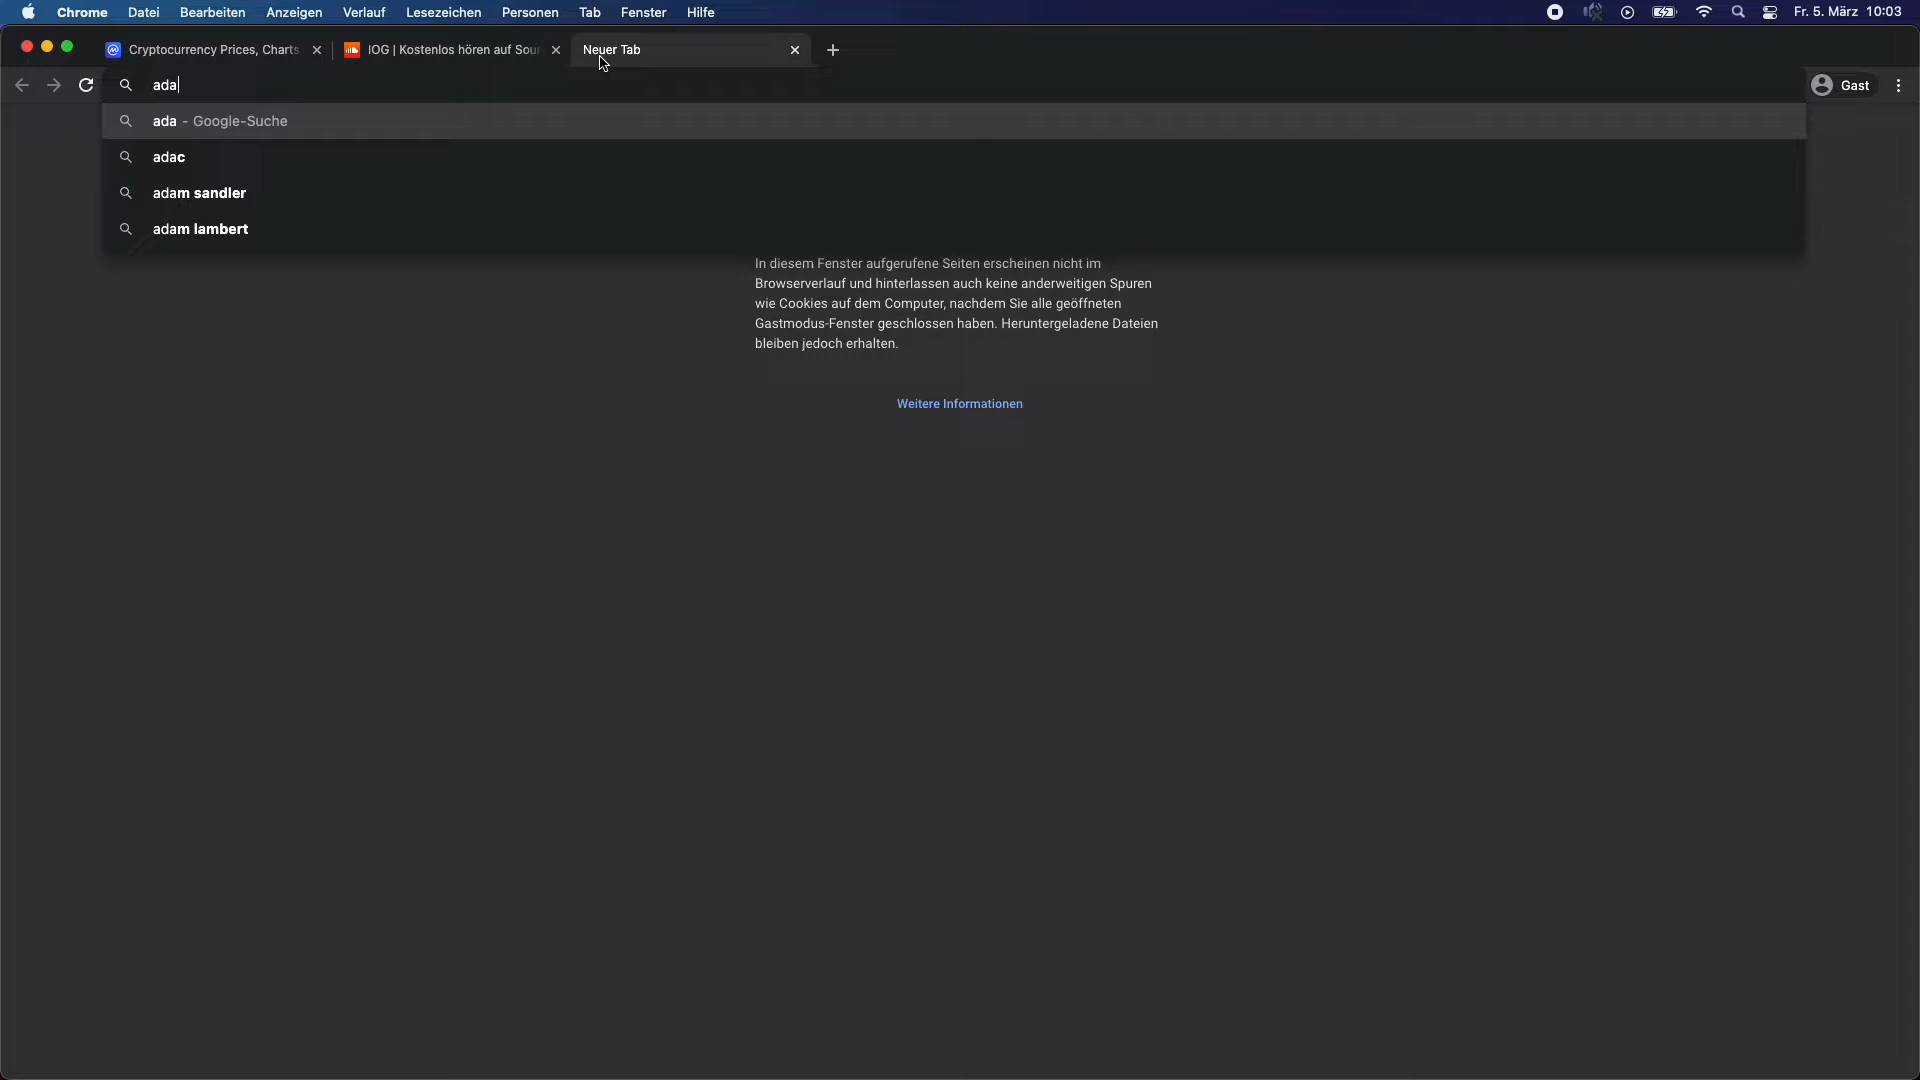 Chrome Datei Bearbeiten Anzeigen Verlauf Lesezeichen Personen Tab Fenster Hilfe Fr. 5. März 10:03
Cryptocurrency Prices, Charts IOG | Kostenlos hören auf Sou Neuer Tab
ada Gast
ada - Google-Suche
adac
adam sandler
adam lambert
In diesem Fenster aufgerufene Seiten erscheinen nicht im
Browserverlauf und hinterlassen auch keine anderweitigen Spuren
wie Cookies auf dem Computer, nachdem Sie alle geöffneten
Gastmodus-Fenster geschlossen haben. Heruntergeladene Dateien
bleiben jedoch erhalten.
Weitere Informationen